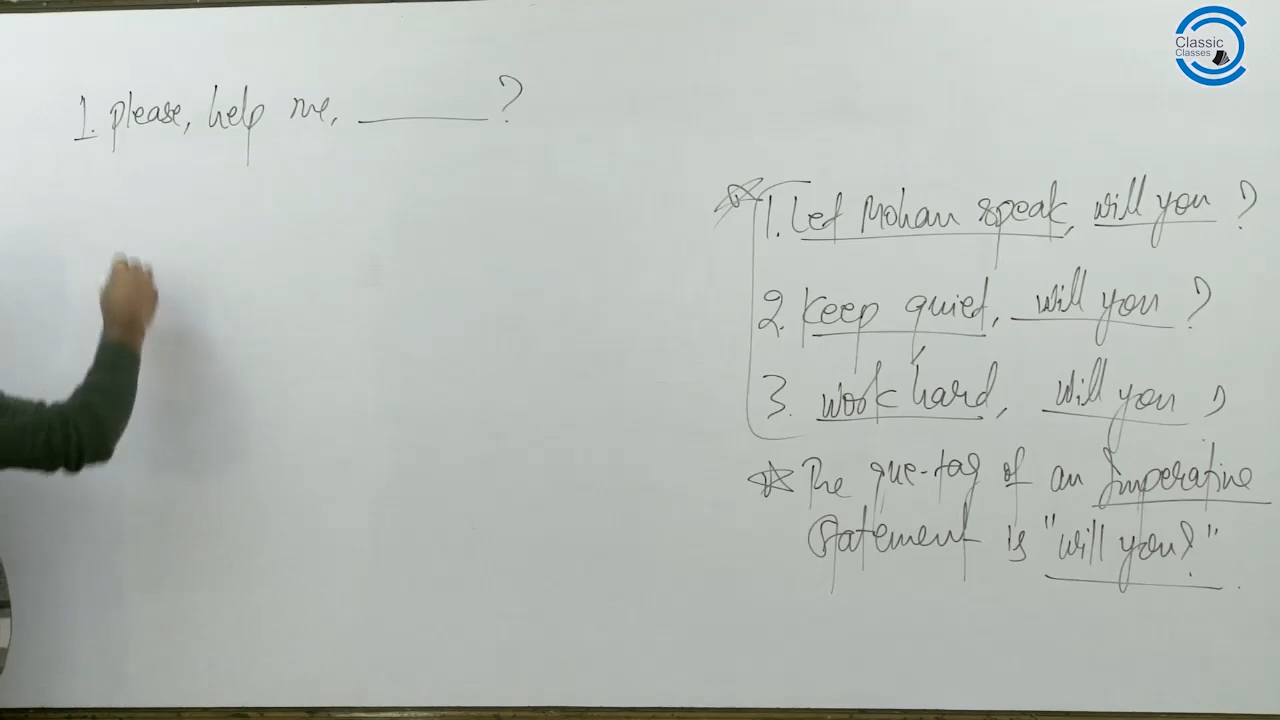 Classic
Classes
1. please, help me, ______ ?
1. Let Mohan speak, will you ?
2. Keep quiet, will you ?
3. work hard, will you ?
The que-tag of an Imperative
Statement is "will you?"